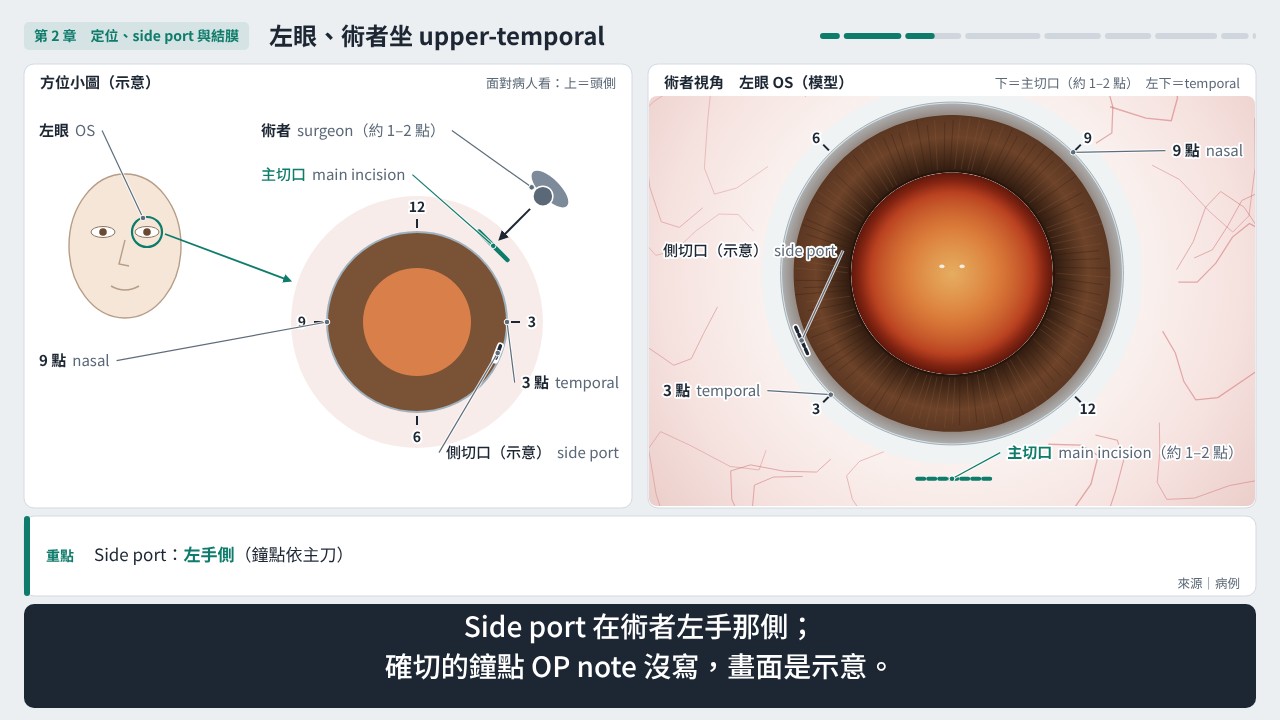 第 2 章　定位、side port 與結膜
左眼、術者坐 upper-temporal
方位小圖（示意）
面對病人看：上＝頭側
左眼 OS
術者 surgeon（約 1–2 點）
主切口 main incision
12
9
3
6
9 點 nasal
3 點 temporal
側切口（示意） side port
術者視角　左眼 OS（模型）
下＝主切口（約 1–2 點）　左下＝temporal
6
9
9 點 nasal
側切口（示意） side port
3 點 temporal
3
12
主切口 main incision（約 1–2 點）
重點　Side port：左手側（鐘點依主刀）
來源｜病例
Side port 在術者左手那側；
確切的鐘點 OP note 沒寫，畫面是示意。